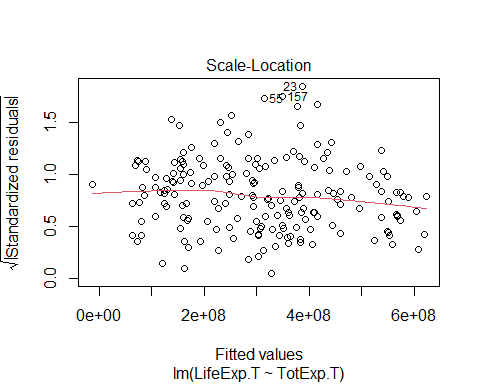 Scale-Location
√|Standardized residuals|
1.5
1.0
0.5
0.0
23
55
157
0e+00 2e+08 4e+08 6e+08
Fitted values
lm(LifeExp.T ~ TotExp.T)